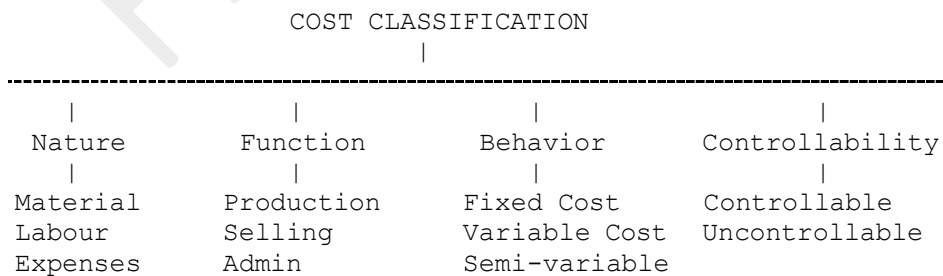 COST CLASSIFICATION
|
--------------------------------------------------------------------------------
| | | |
Nature Function Behavior Controllability
| | | |
Material Production Fixed Cost Controllable
Labour Selling Variable Cost Uncontrollable
Expenses Admin Semi-variable